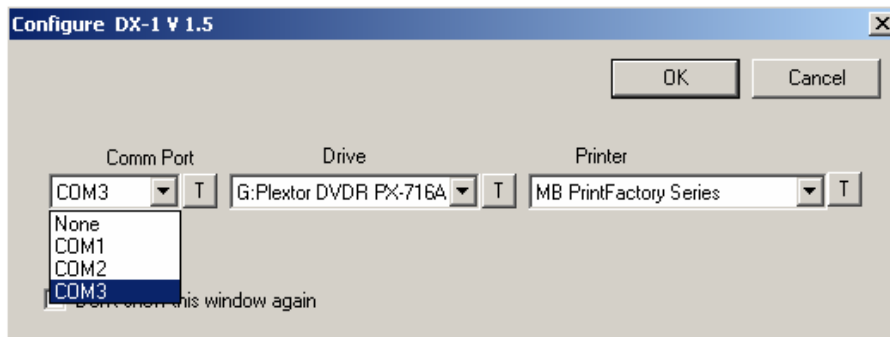 Configure DX-1 V 1.5
OK Cancel
Comm Port Drive Printer
COM3 T G:Plextor DVDR PX-716A T MB PrintFactory Series T
None
COM1
COM2
COM3
this window again